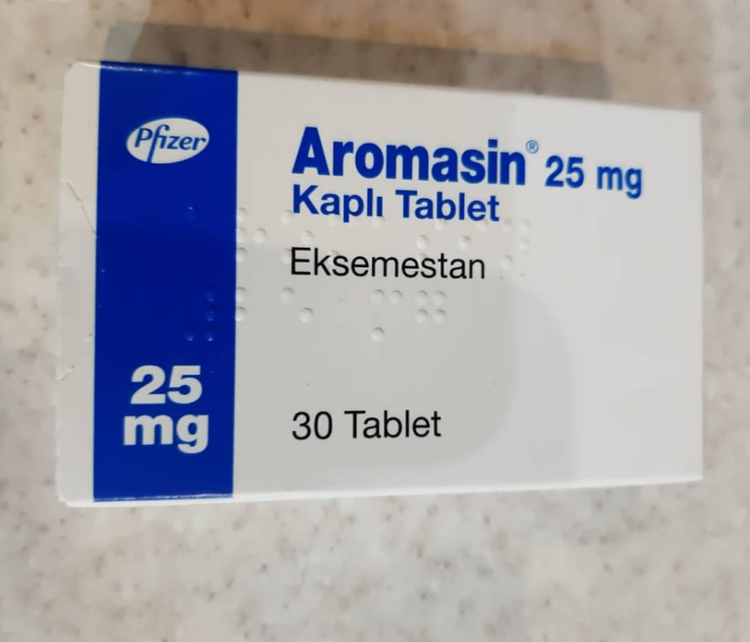 Pfizer
Aromasin® 25 mg
Kaplı Tablet
Eksemestan
25
mg
30 Tablet